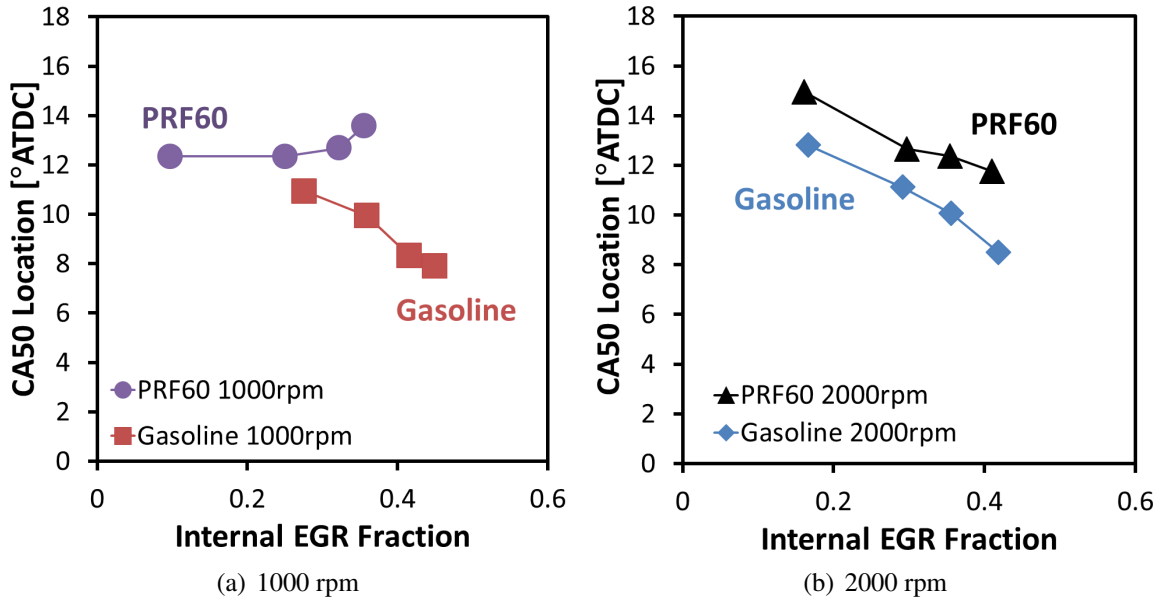 18
16
14
12
10
8
6
4
2
0
CA50 Location [°ATDC]
PRF60
Gasoline
PRF60 1000rpm
Gasoline 1000rpm
0
0.2
0.4
0.6
Internal EGR Fraction
(a) 1000 rpm
18
16
14
12
10
8
6
4
2
0
CA50 Location [°ATDC]
PRF60
Gasoline
PRF60 2000rpm
Gasoline 2000rpm
0
0.2
0.4
0.6
Internal EGR Fraction
(b) 2000 rpm